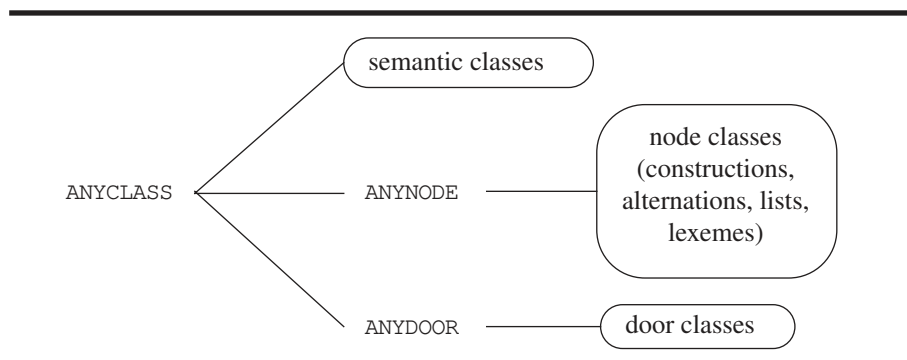 semantic classes
node classes
(constructions,
alternations, lists,
lexemes)
ANYCLASS
ANYNODE
ANYDOOR
door classes